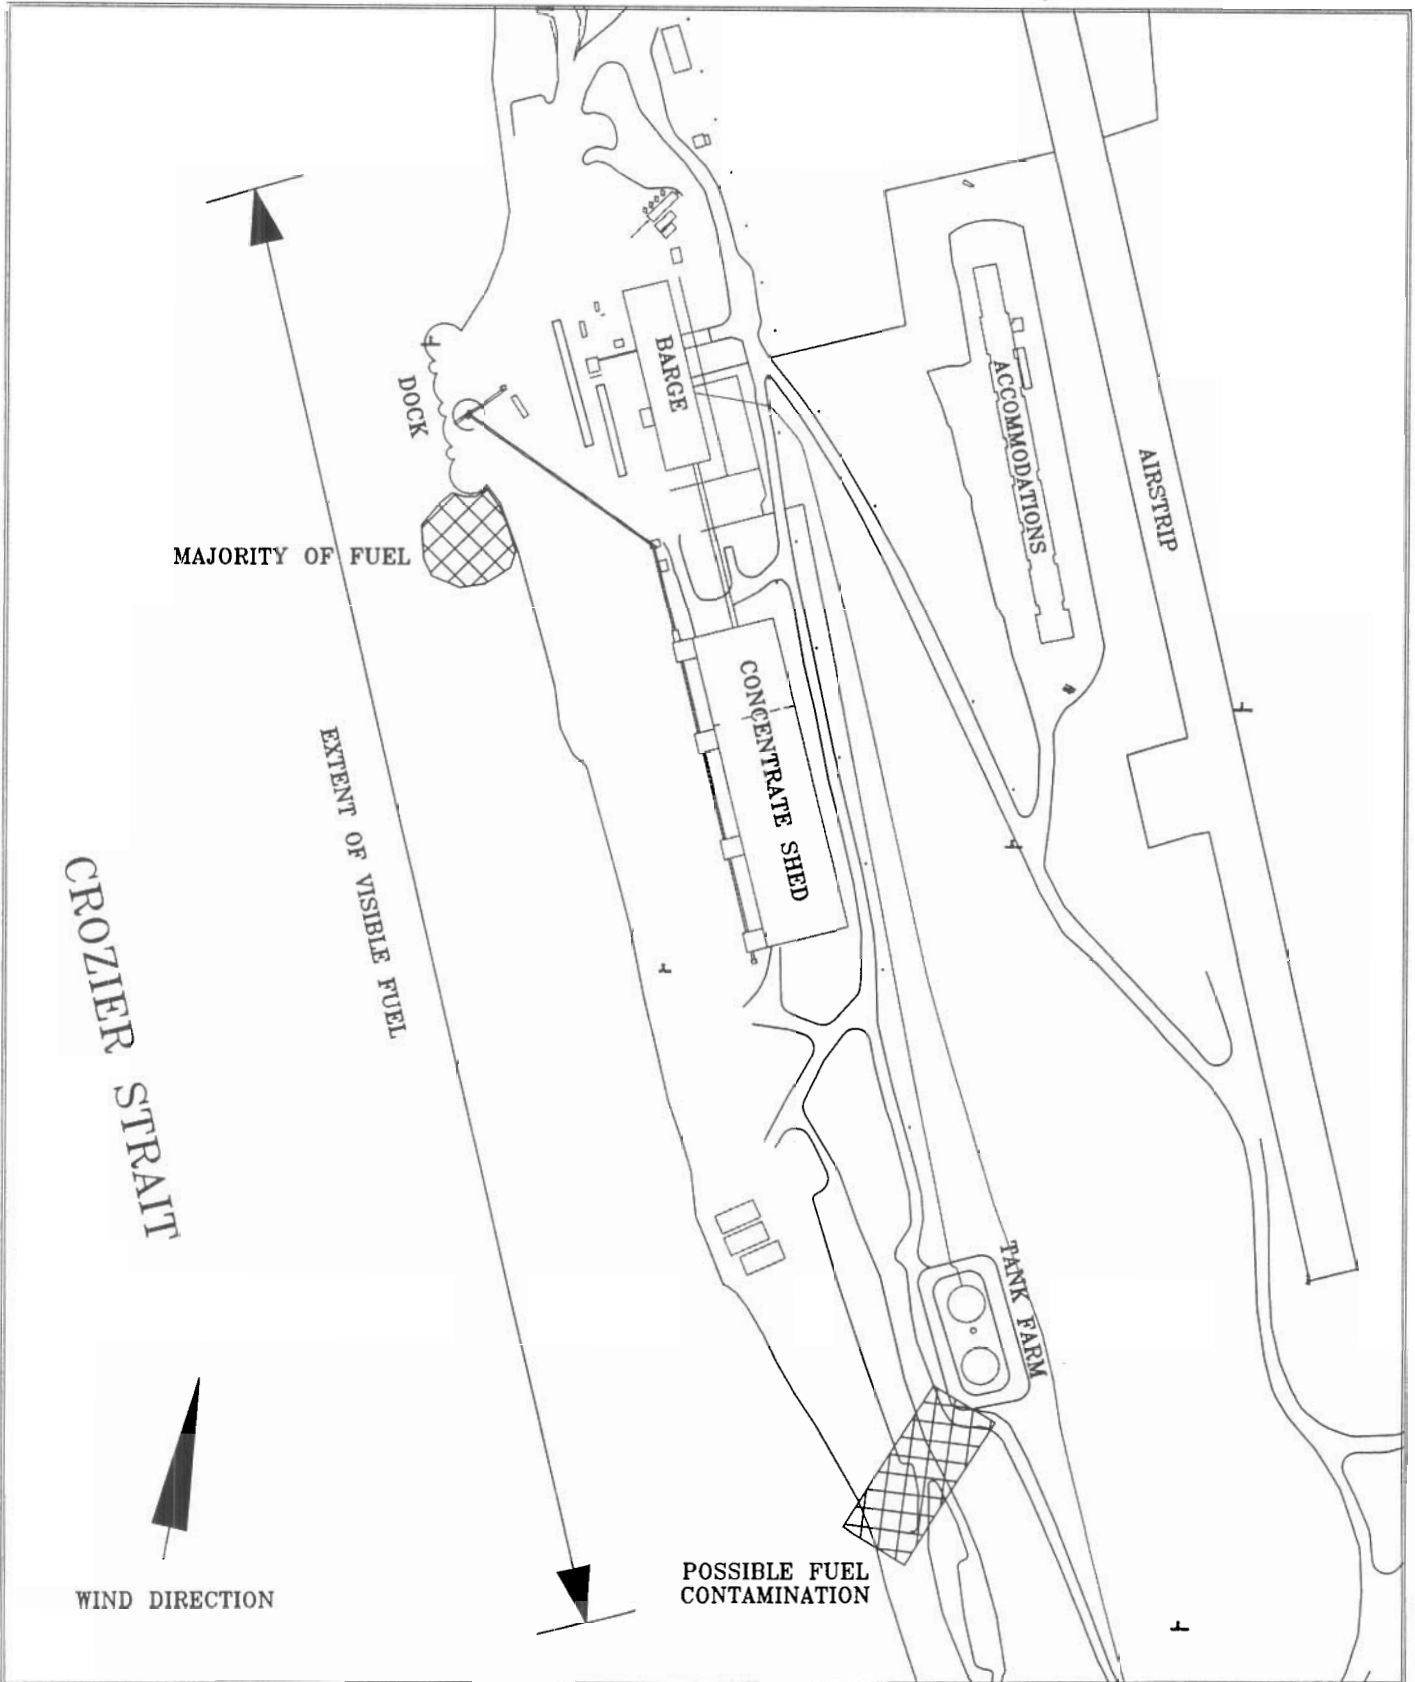 BARGE
DOCK
ACCOMMODATIONS
AIRSTRIP
MAJORITY OF FUEL
CONCENTRATE SHED
EXTENT OF VISIBLE FUEL
CROZIER STRAIT
TANK FARM
POSSIBLE FUEL
CONTAMINATION
WIND DIRECTION